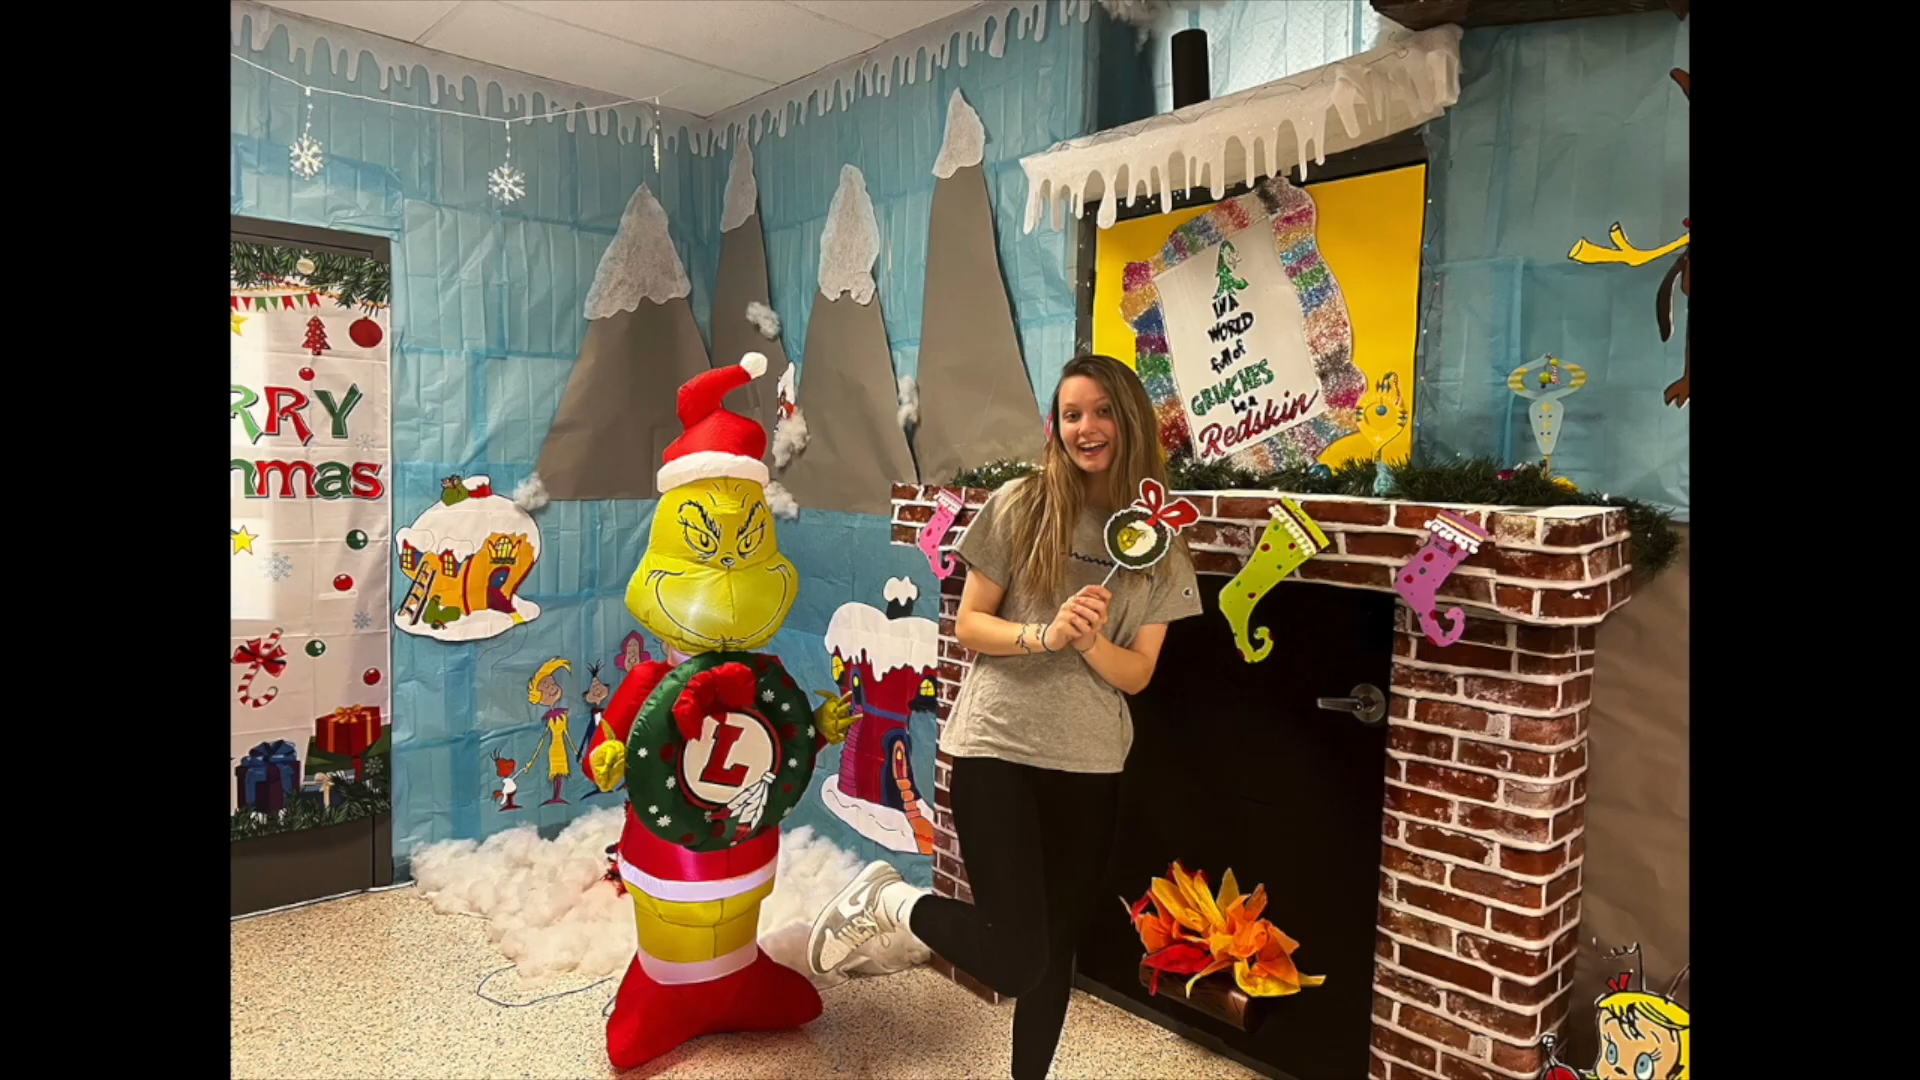 RRY
mas
IN A
WORLD
full of
GRINCHES
be a
Redskin
L